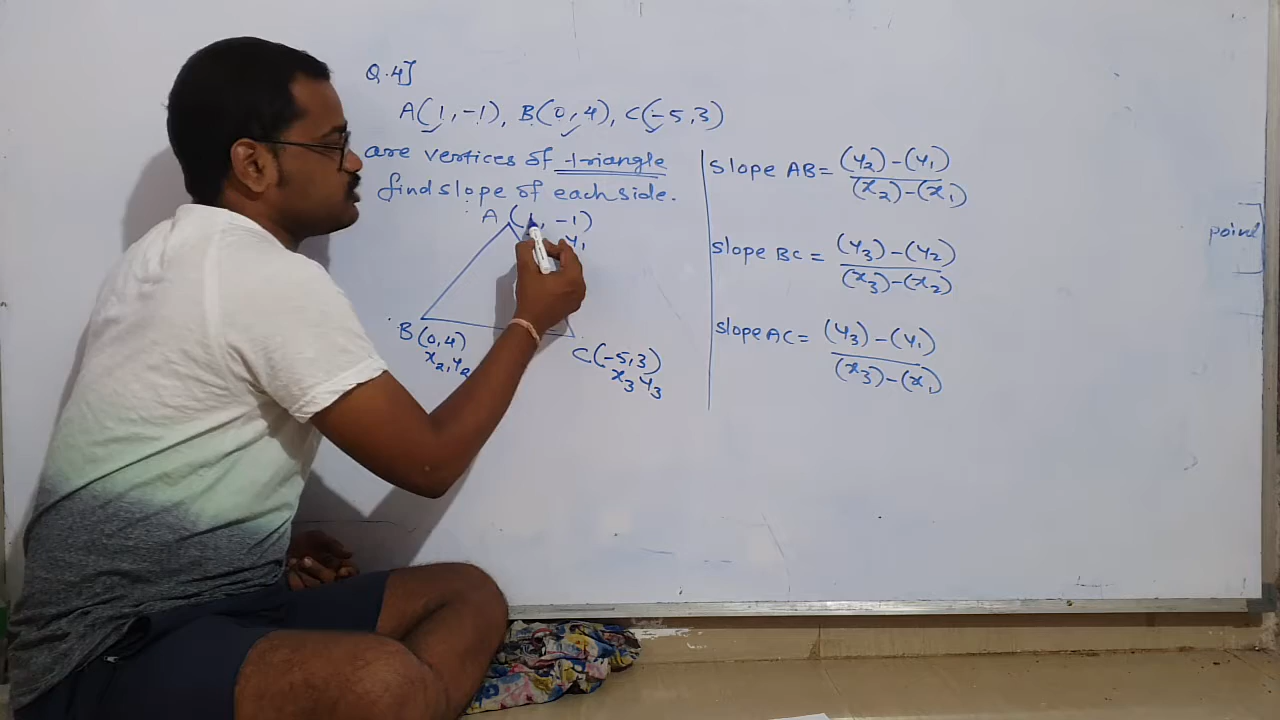 Q.4]
A(1,-1), B(0,4), C(-5,3)
are vertices of triangle
find slope of each side.
A (1, -1)
y₁
B(0,4)
x₂,y₂
C(-5,3)
x₃ y₃
slope AB = (y₂)-(y₁)
(x₂)-(x₁)
slope BC = (y₃)-(y₂)
(x₃)-(x₂)
slope AC = (y₃)-(y₁)
(x₃)-(x₁)
point